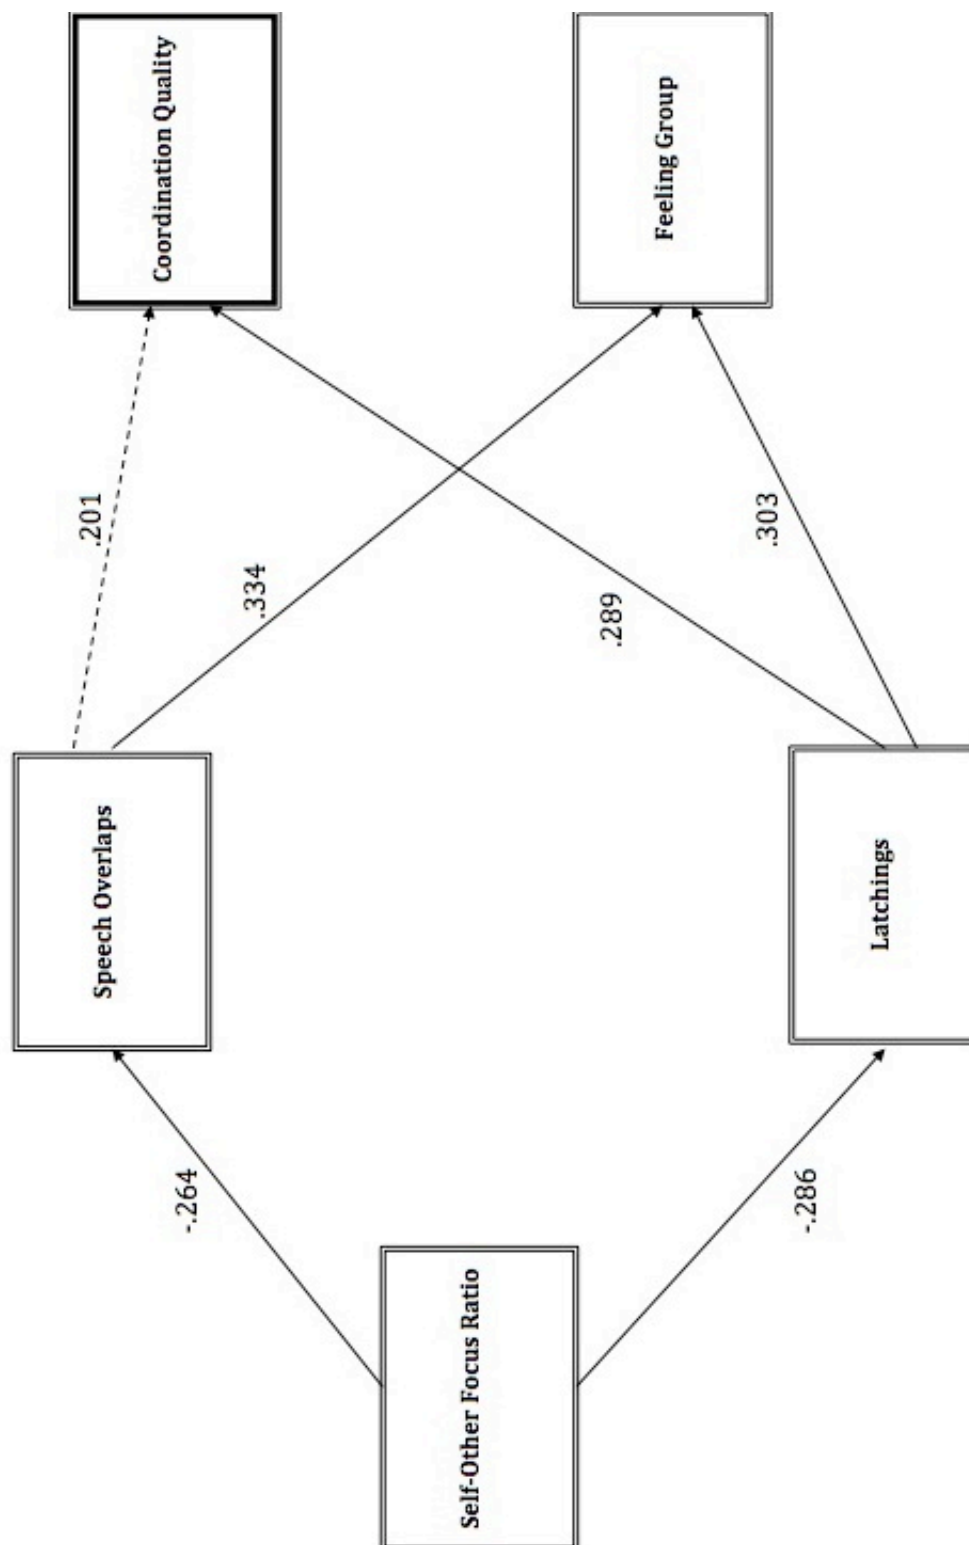 Self-Other Focus Ratio
-.264
-.286
Speech Overlaps
Latchings
.201
.334
.289
.303
Coordination Quality
Feeling Group